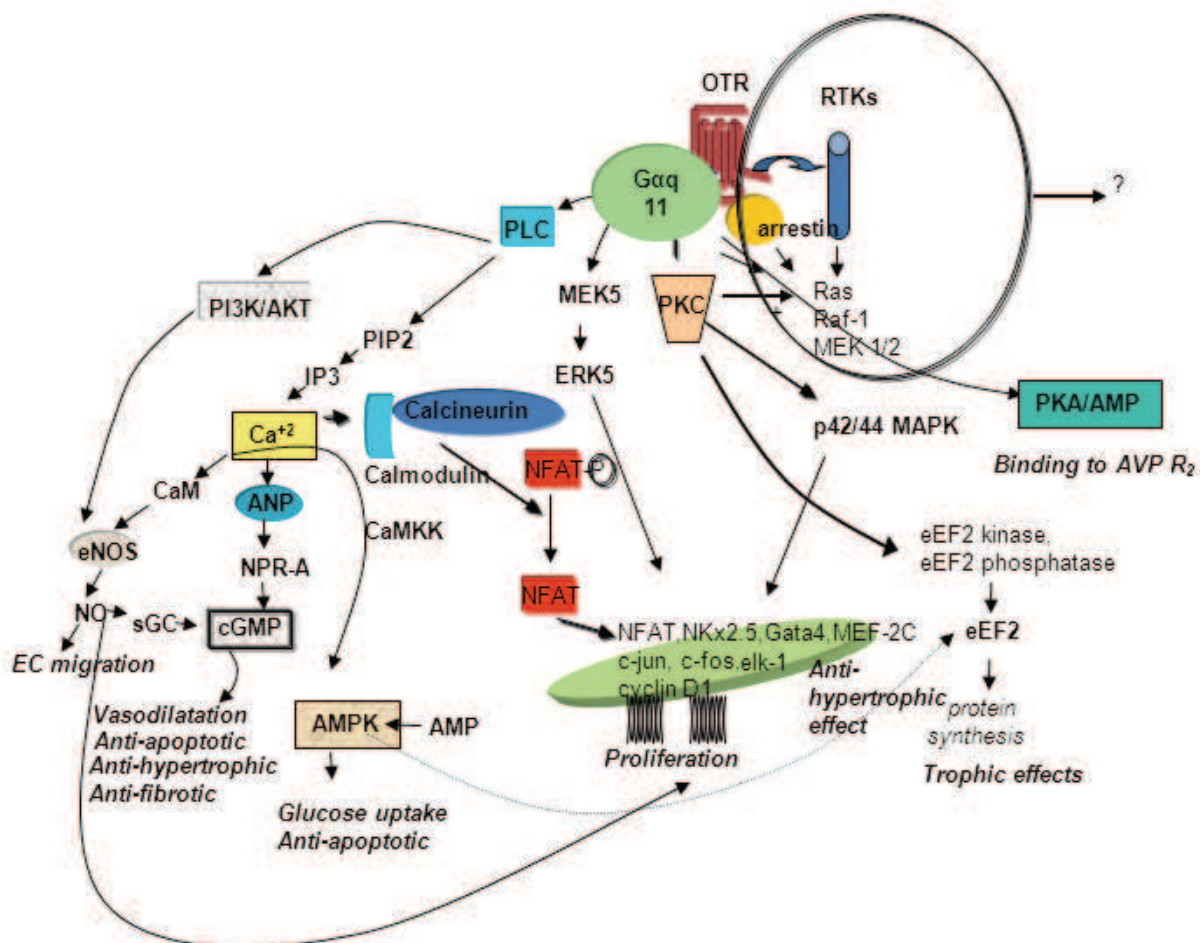 OTR
RTKs
Gαq
11
?
PLC
arrestin
PI3K/AKT
MEK5
PKC
+
Ras
Raf-1
MEK 1/2
PIP2
IP3
ERK5
PKA/AMP
Ca+2
Calcineurin
p42/44 MAPK
Calmodulin
NFAT-P
Binding to AVP R2
CaM
ANP
CaMKK
eNOS
eEF2 kinase,
eEF2 phosphatase
NPR-A
NFAT
NO
sGC
cGMP
NFAT,NKx2.5,Gata4,MEF-2C
c-jun, c-fos.elk-1
cyclin D1
eEF2
EC migration
Anti-
hypertrophic
effect
Vasodilatation
Anti-apoptotic
Anti-hypertrophic
Anti-fibrotic
AMPK
AMP
protein
synthesis
Proliferation
Trophic effects
Glucose uptake
Anti-apoptotic